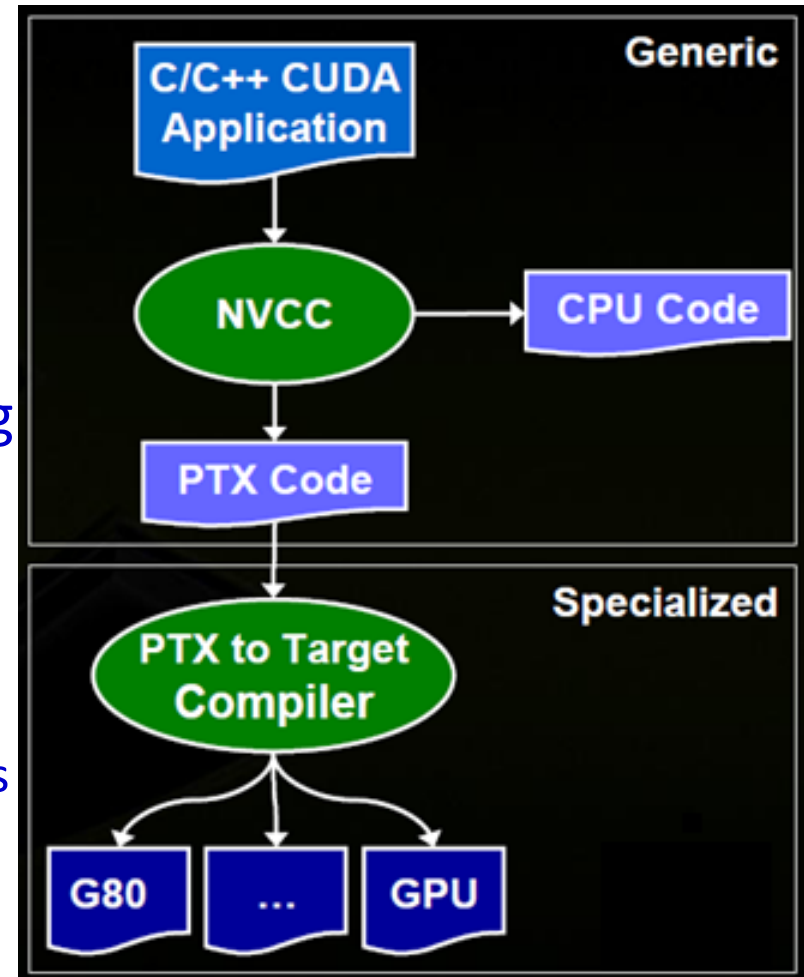 Generic
C/C++ CUDA
Application
NVCC
CPU Code
g
PTX Code
Specialized
PTX to Target
Compiler
s
G80
...
GPU